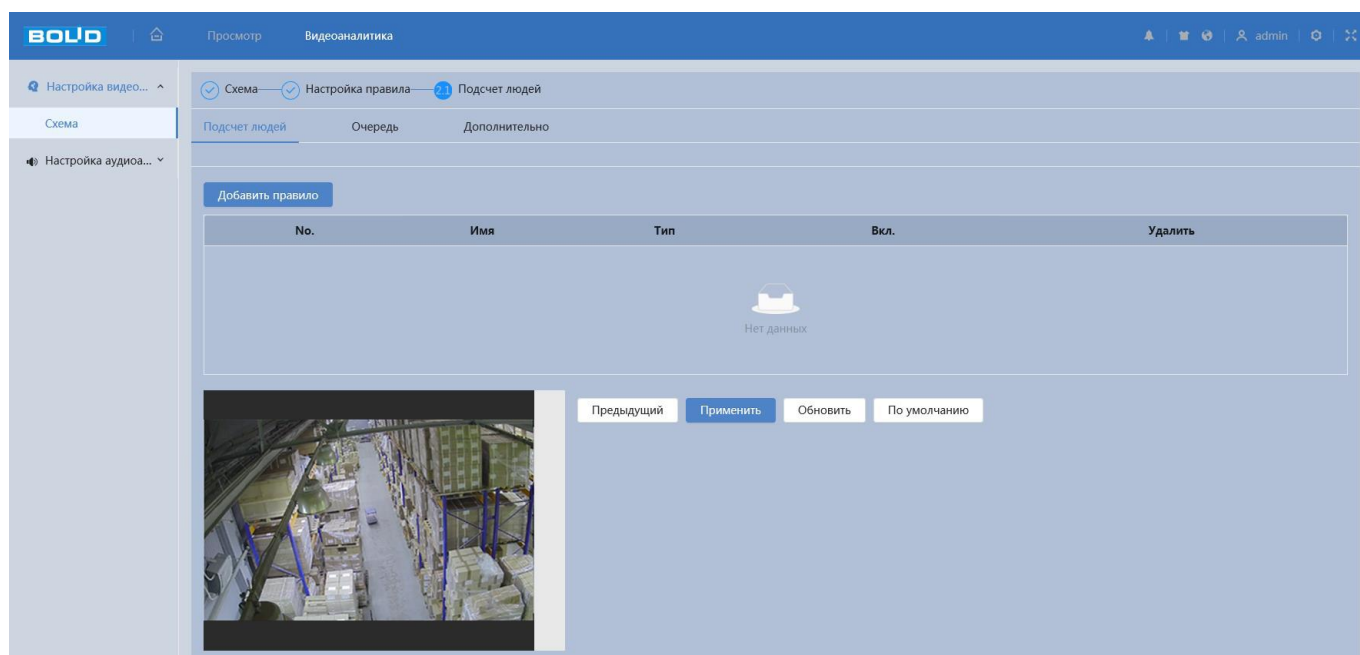 BOLID Просмотр Видеоаналитика admin
Настройка видео...
Схема
Настройка аудиоа...
Схема Настройка правила 2.1 Подсчет людей
Подсчет людей Очередь Дополнительно
Добавить правило
No. Имя Тип Вкл. Удалить
Нет данных
Предыдущий Применить Обновить По умолчанию